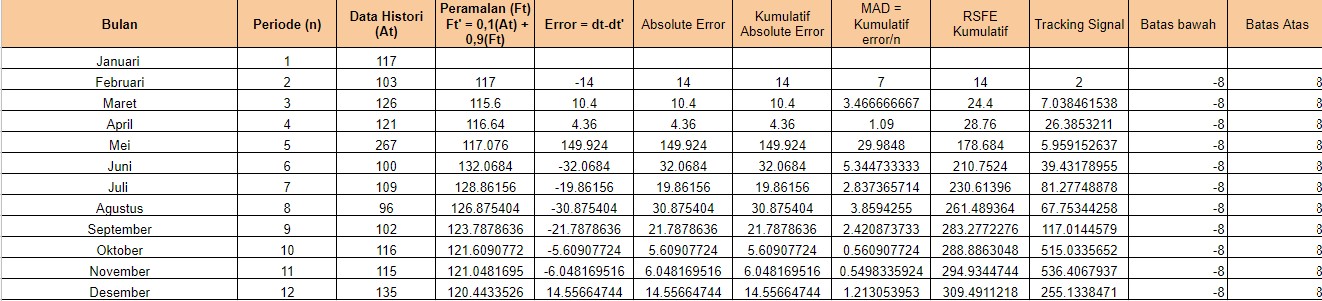 Bulan Periode (n) Data Histori (At) Peramalan (Ft) Ft' = 0,1(At) + 0,9(Ft) Error = dt-dt' Absolute Error Kumulatif Absolute Error MAD = Kumulatif error/n RSFE Kumulatif Tracking Signal Batas bawah Batas Atas
Januari 1 117
Februari 2 103 117 -14 14 14 7 14 2 -8 8
Maret 3 126 115.6 10.4 10.4 10.4 3.466666667 24.4 7.038461538 -8 8
April 4 121 116.64 4.36 4.36 4.36 1.09 28.76 26.3853211 -8 8
Mei 5 267 117.076 149.924 149.924 149.924 29.9848 178.684 5.959152637 -8 8
Juni 6 100 132.0684 -32.0684 32.0684 32.0684 5.344733333 210.7524 39.43178955 -8 8
Juli 7 109 128.86156 -19.86156 19.86156 19.86156 2.837365714 230.61396 81.27748878 -8 8
Agustus 8 96 126.875404 -30.875404 30.875404 30.875404 3.8594255 261.489364 67.75344258 -8 8
September 9 102 123.7878636 -21.7878636 21.7878636 21.7878636 2.420873733 283.2772276 117.0144579 -8 8
Oktober 10 116 121.6090772 -5.60907724 5.60907724 5.60907724 0.560907724 288.8863048 515.0335652 -8 8
November 11 115 121.0481695 -6.048169516 6.048169516 6.048169516 0.5498335924 294.9344744 536.4067937 -8 8
Desember 12 135 120.4433526 14.55664744 14.55664744 14.55664744 1.213053953 309.4911218 255.1338471 -8 8